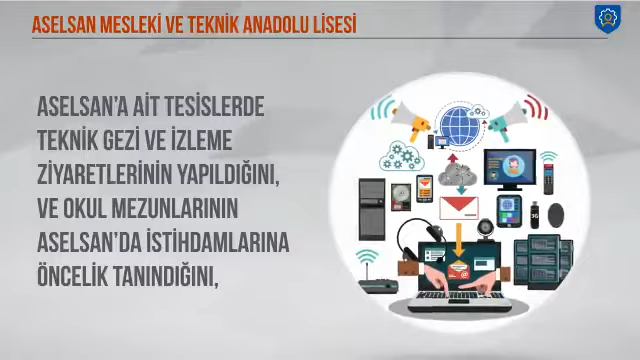 ASELSAN MESLEKİ VE TEKNİK ANADOLU LİSESİ
ASELSAN'A AİT TESİSLERDE
TEKNİK GEZİ VE İZLEME
ZİYARETLERİNİN YAPILDIĞINI,
VE OKUL MEZUNLARININ
ASELSAN'DA İSTİHDAMLARINA
ÖNCELİK TANINDIĞINI,